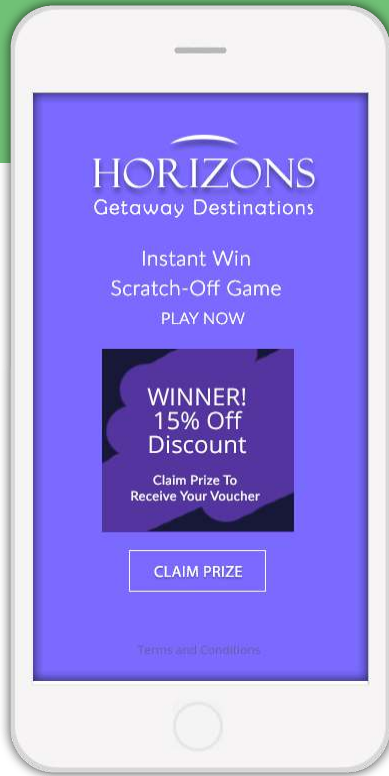 HORIZONS
Getaway Destinations
Instant Win
Scratch-Off Game
PLAY NOW
WINNER!
15% Off
Discount
Claim Prize To
Receive Your Voucher
CLAIM PRIZE
Terms and Conditions